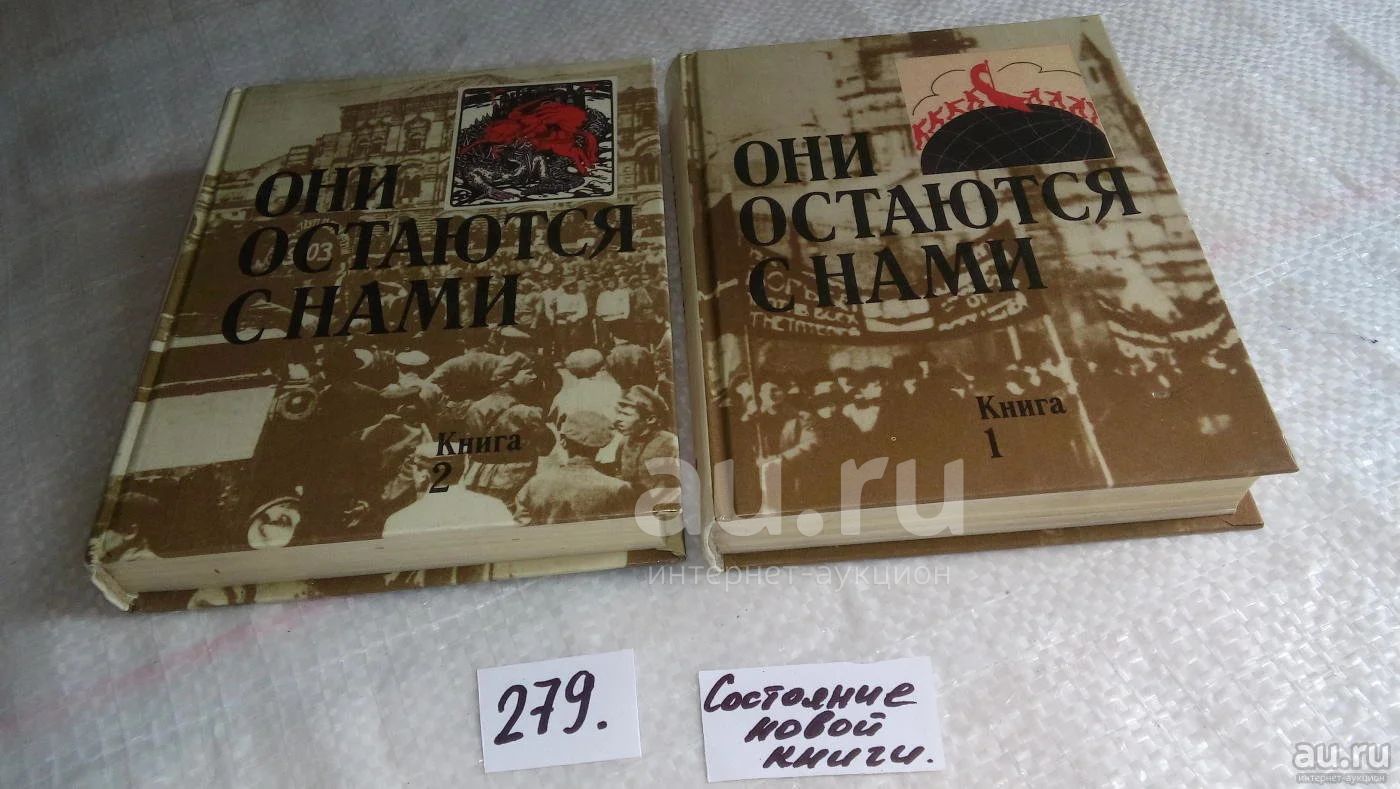 ОНИ
ОСТАЮТСЯ
С НАМИ
Книга
2
ОНИ
ОСТАЮТСЯ
С НАМИ
Книга
1
03
au.ru
интернет-аукцион
279.
Состояние
новой
книги.
au.ru
интернет-аукцион